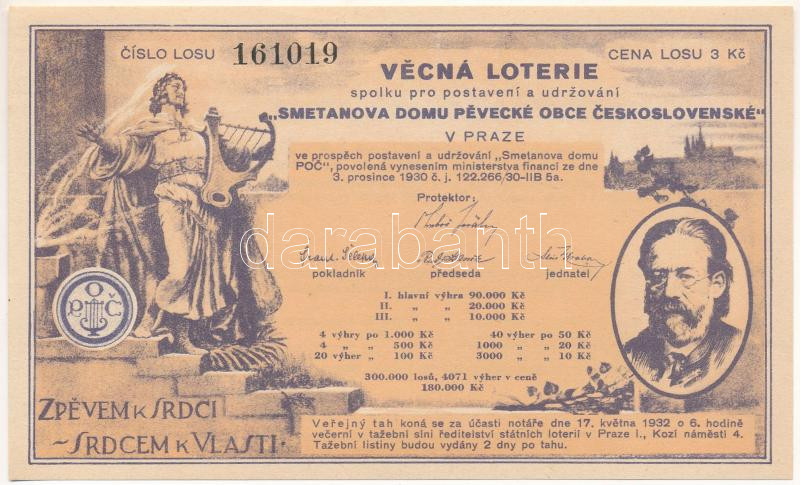 ČÍSLO LOSU 161019
CENA LOSU 3 Kč
VĚCNÁ LOTERIE
spolku pro postavení a udržování
„SMETANOVA DOMU PĚVECKÉ OBCE ČESKOSLOVENSKÉ“
V PRAZE
ve prospěch postavení a udržování „Smetanova domu
POČ“, povolená vynesením ministerstva financí ze dne
3. prosince 1930 č. j. 122.266/30-IIB 5a.
Protektor:
pokladník předseda jednatel
darabanth
I. hlavní výhra 90.000 Kč
II. „ „ 20.000 Kč
III. „ „ 10.000 Kč
4 výhry po 1.000 Kč 40 výher po 50 Kč
4 „ „ 500 Kč 1000 „ „ 20 Kč
20 výher „ 100 Kč 3000 „ „ 10 Kč
300.000 losů, 4071 výher v ceně
180.000 Kč
POČ
ZPĚVEM K SRDCI
~SRDCEM K VLASTI·
Veřejný tah koná se za účasti notáře dne 17. května 1932 o 6. hodině
večerní v tažební síni ředitelství státních loterií v Praze I., Kozí náměstí 4.
Tažební listiny budou vydány 2 dny po tahu.